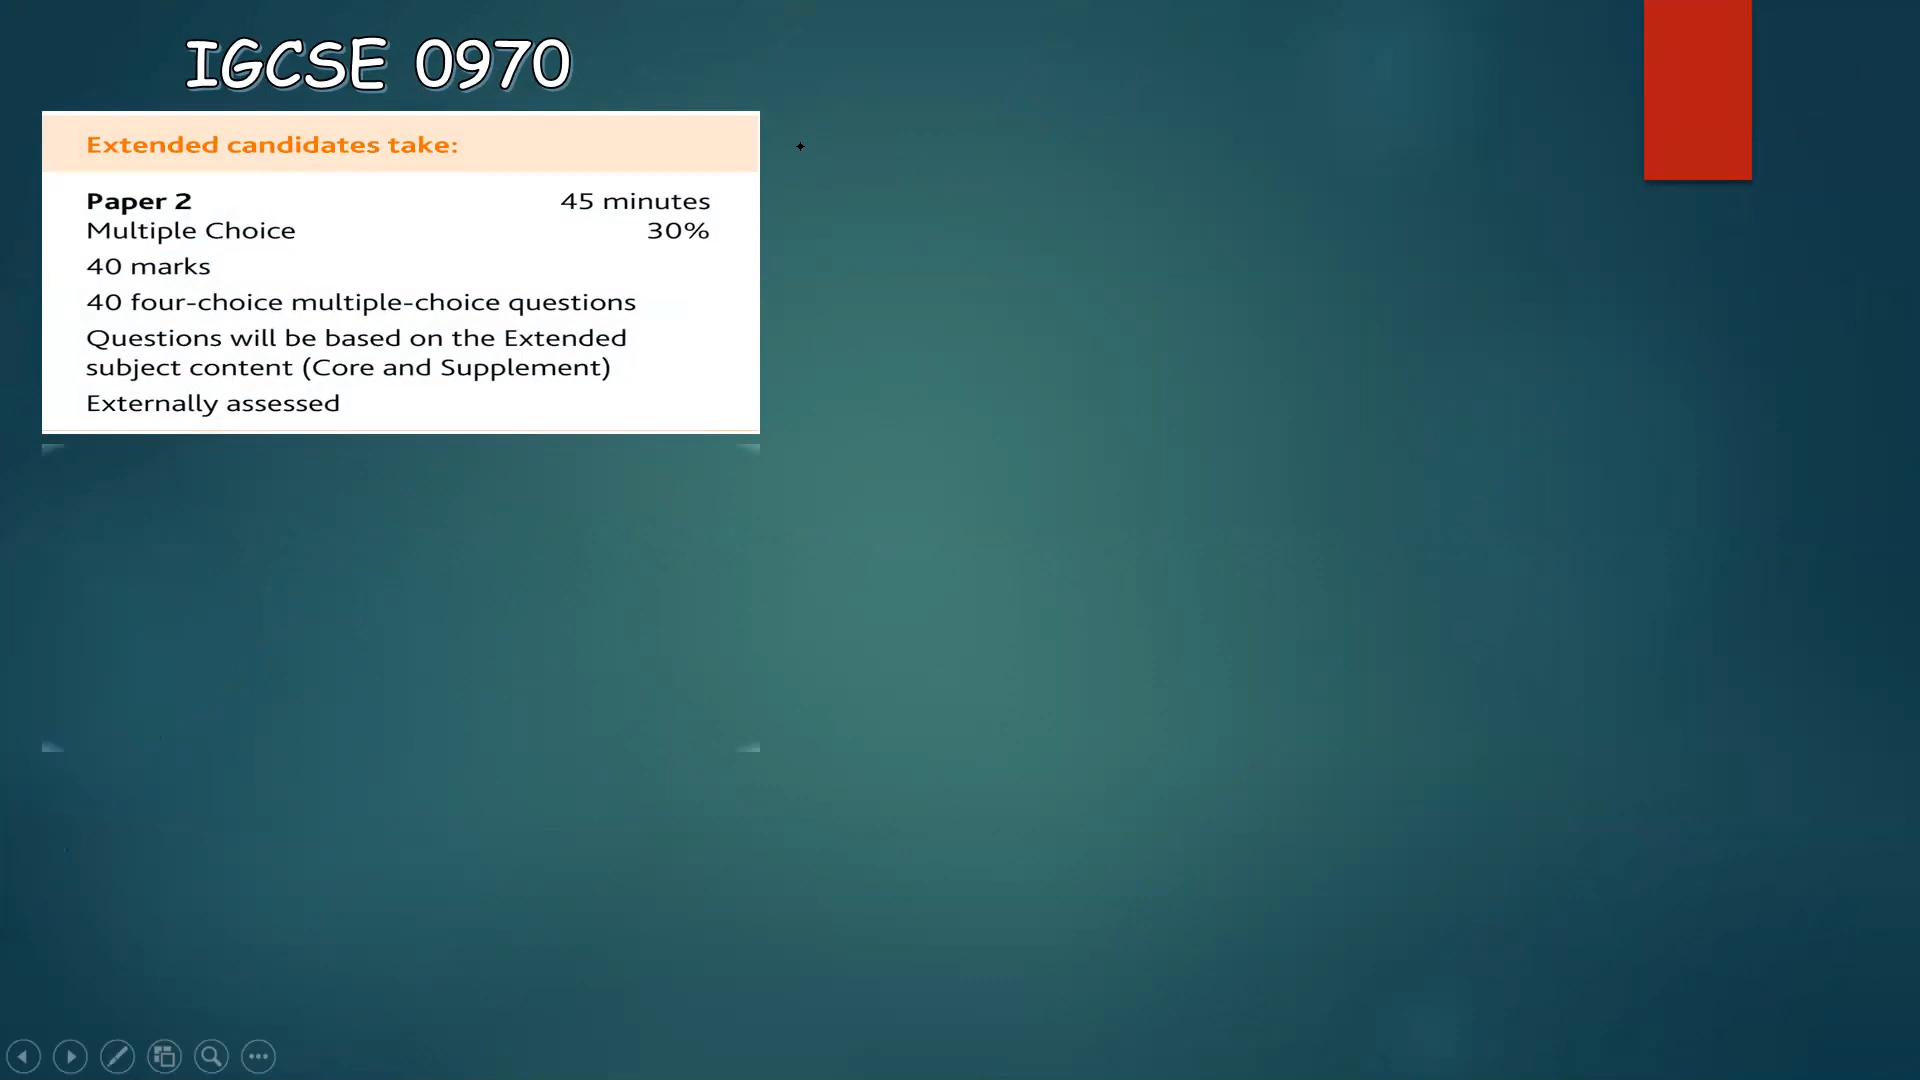 IGCSE 0970
Extended candidates take:
Paper 2 45 minutes
Multiple Choice 30%
40 marks
40 four-choice multiple-choice questions
Questions will be based on the Extended
subject content (Core and Supplement)
Externally assessed